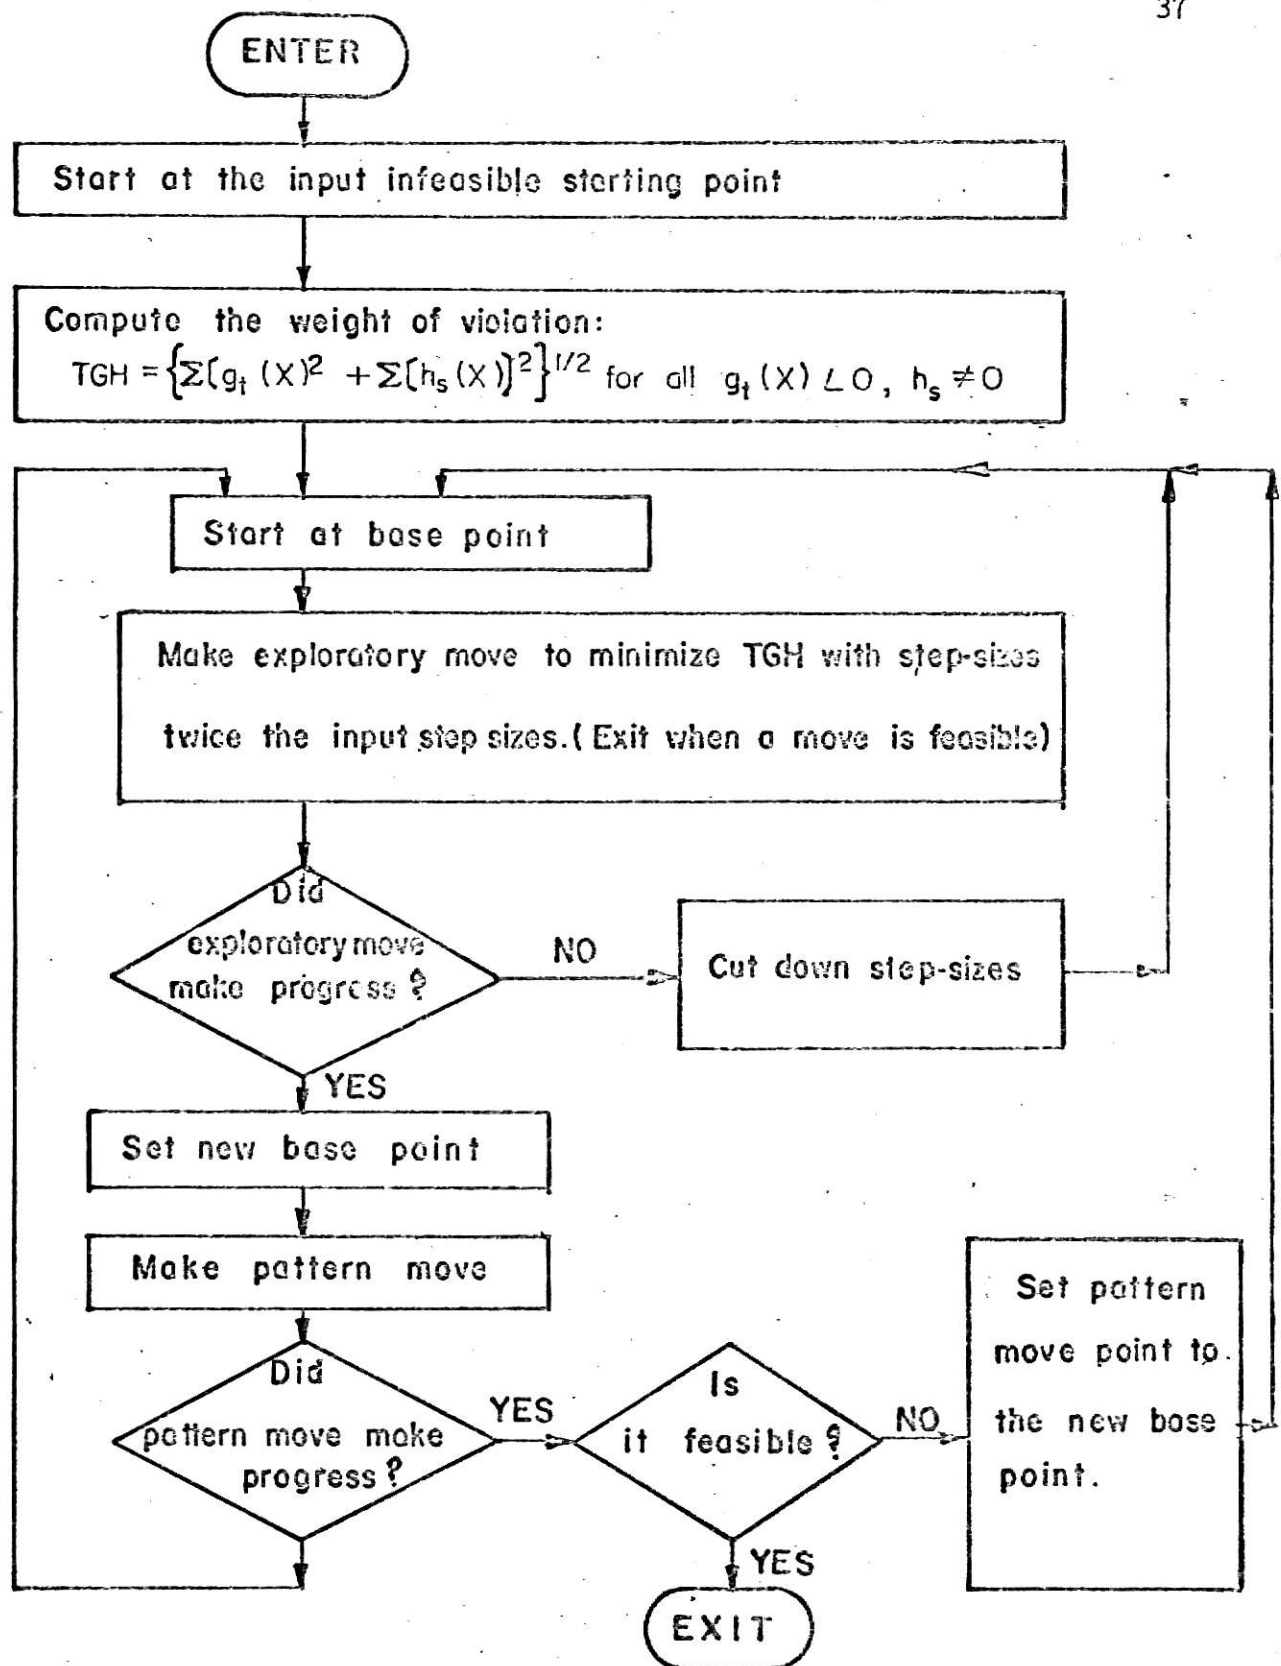 37
ENTER
Start at the input infeasible starting point
Compute the weight of violation:
TGH = {Σ[g_t (X)^2 + Σ[h_s (X)]^2}^1/2 for all g_t (X) ∠ 0, h_s ≠ 0
Start at base point
Make exploratory move to minimize TGH with step-sizes
twice the input step sizes. (Exit when a move is feasible)
Did
exploratory move
make progress?
NO
Cut down step-sizes
YES
Set new base point
Make pattern move
Did
pattern move make
progress?
YES
Is
it feasible?
NO
Set pattern
move point to.
the new base
point.
YES
EXIT